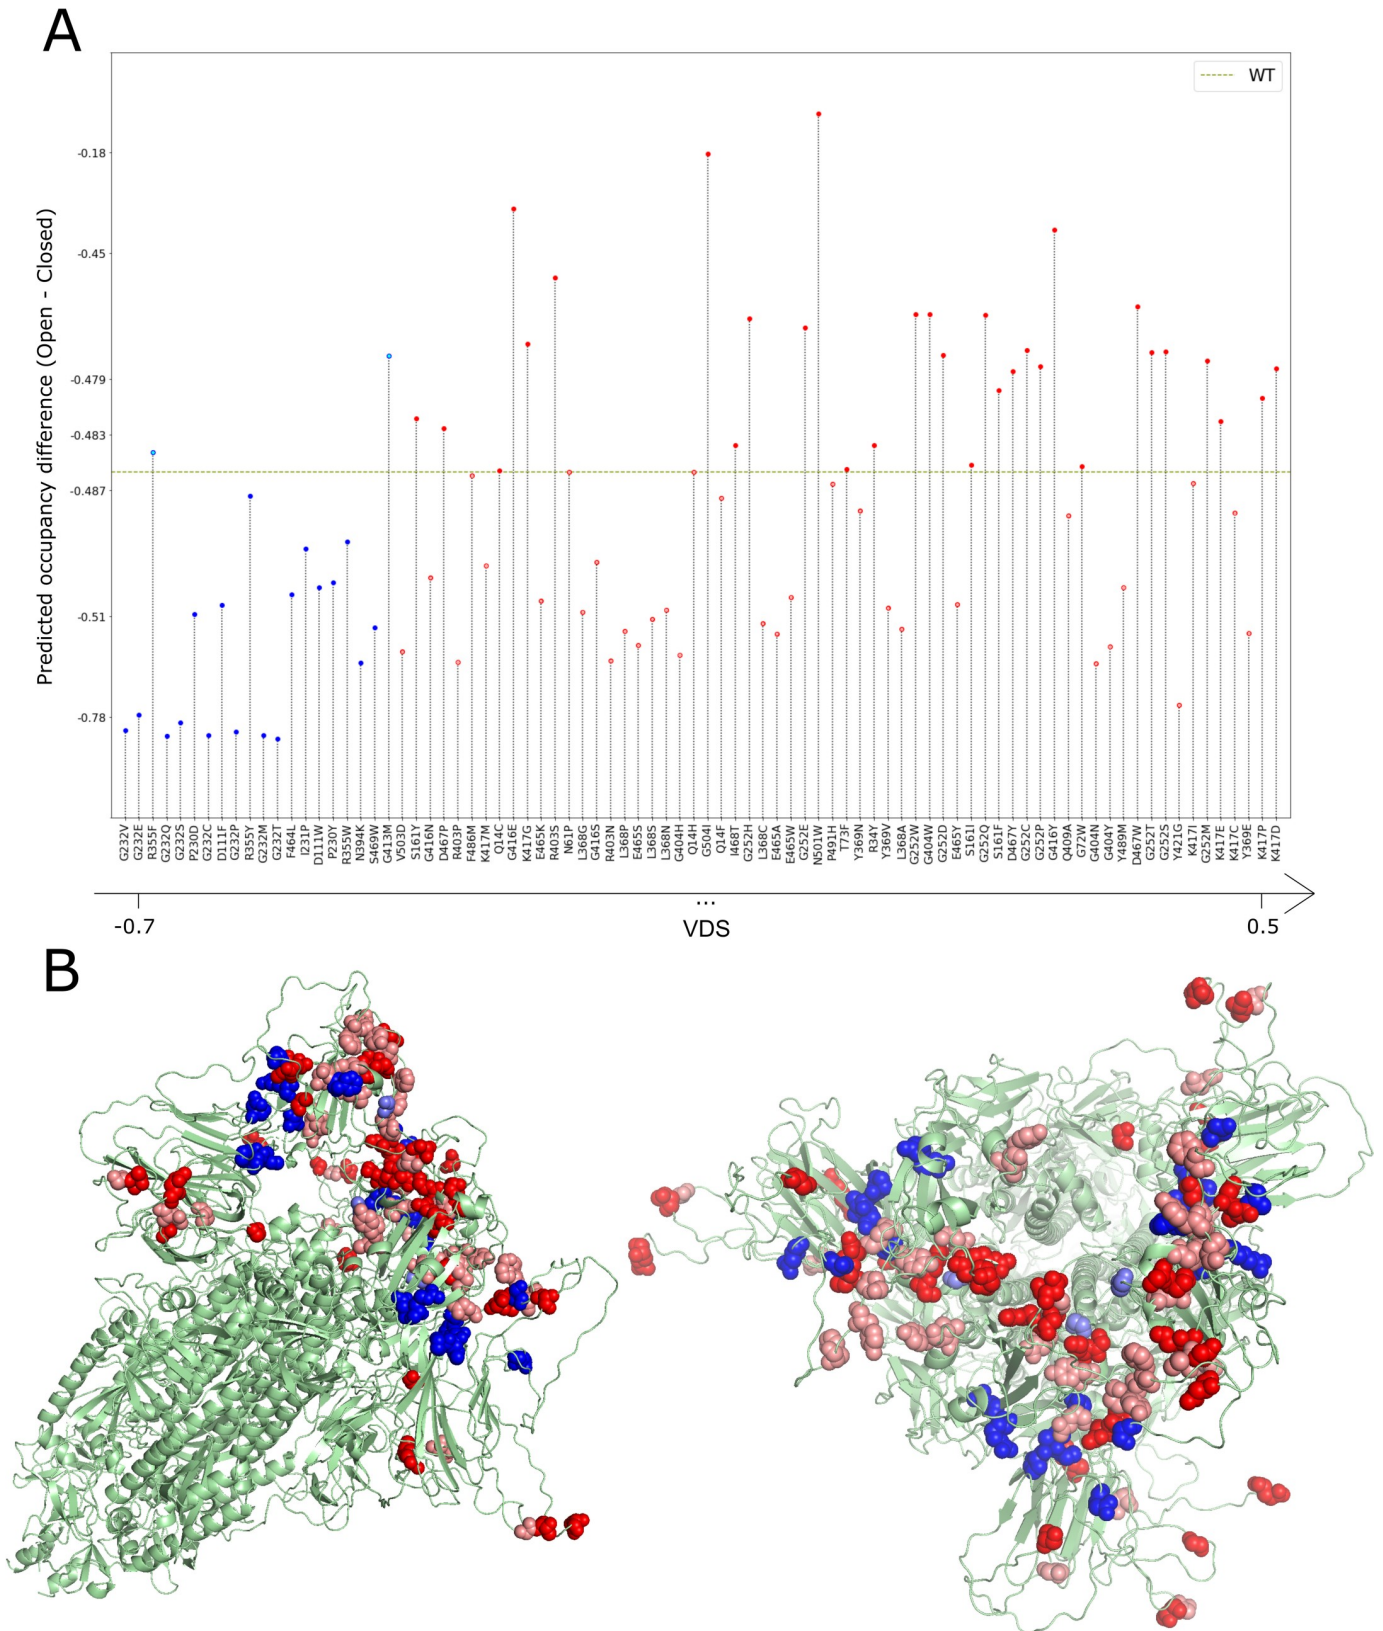 A
WT
Predicted occupancy difference (Open - Closed)
-0.18
-0.45
-0.479
-0.483
-0.487
-0.51
-0.78
G232V G232E R355F G232Q G232S P230D G232C D111F G232P R355Y G232M G232T F464L I231P D111W P230Y R355W N394K S469W G413M V503D S161Y G416N D467P R403P F486M K417M Q14C G416E K417G E465K R403S N61P L368G G416S R403N L368P E465S L368S L368N G404H Q14H G504I Q14F I468T G252H L368C E465A E465W G252E N501W P491H T73F Y369N R34Y Y369V L368A G252W G404W G252D E465Y S161I G252Q S161F D467Y G252C G252P G416Y Q409A G72W G404N G404Y Y489M D467W G252T G252S Y421G K417I G252M K417E K417C Y369E K417P K417D
-0.7
...
VDS
0.5
B